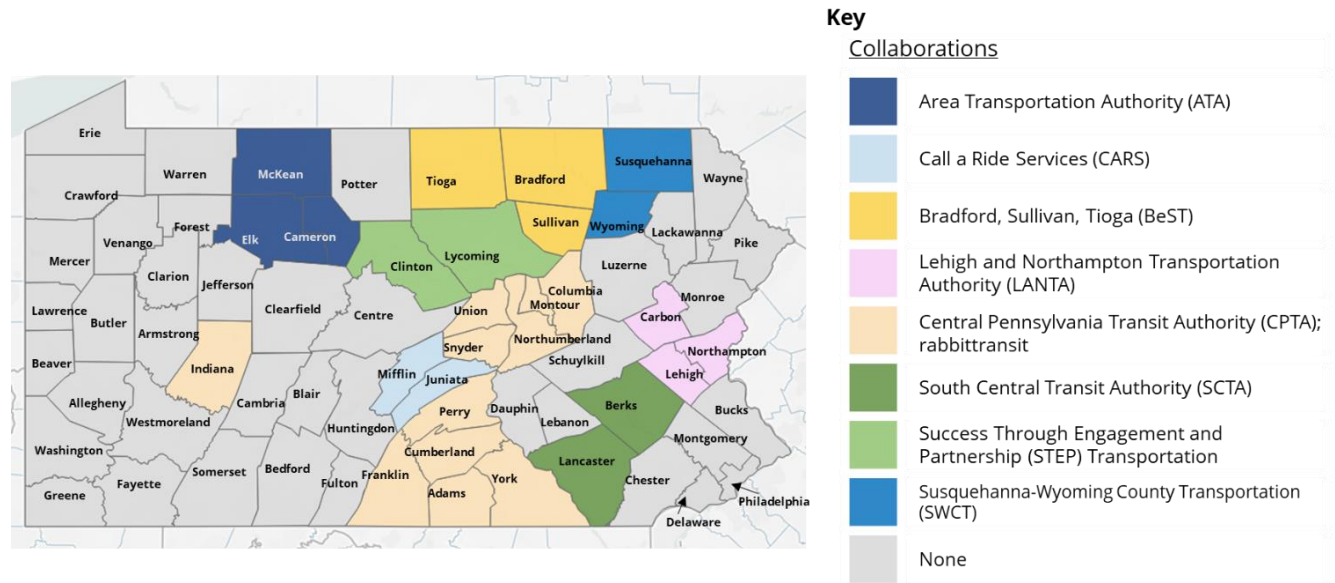 Key
Collaborations
Area Transportation Authority (ATA)
Call a Ride Services (CARS)
Bradford, Sullivan, Tioga (BeST)
Lehigh and Northampton Transportation
Authority (LANTA)
Central Pennsylvania Transit Authority (CPTA);
rabbittransit
South Central Transit Authority (SCTA)
Success Through Engagement and
Partnership (STEP) Transportation
Susquehanna-Wyoming County Transportation
(SWCT)
None
Erie
Warren
McKean
Potter
Tioga
Bradford
Susquehanna
Wayne
Crawford
Forest
Elk
Cameron
Sullivan
Wyoming
Lackawanna
Pike
Venango
Mercer
Clarion
Jefferson
Clinton
Lycoming
Luzerne
Columbia
Montour
Monroe
Lawrence
Butler
Armstrong
Clearfield
Centre
Union
Carbon
Northumberland
Snyder
Schuylkill
Northampton
Lehigh
Beaver
Indiana
Mifflin
Juniata
Allegheny
Westmoreland
Cambria
Blair
Huntingdon
Perry
Dauphin
Lebanon
Berks
Bucks
Montgomery
Washington
Somerset
Bedford
Fulton
Franklin
Cumberland
Adams
York
Lancaster
Chester
Greene
Fayette
Philadelphia
Delaware